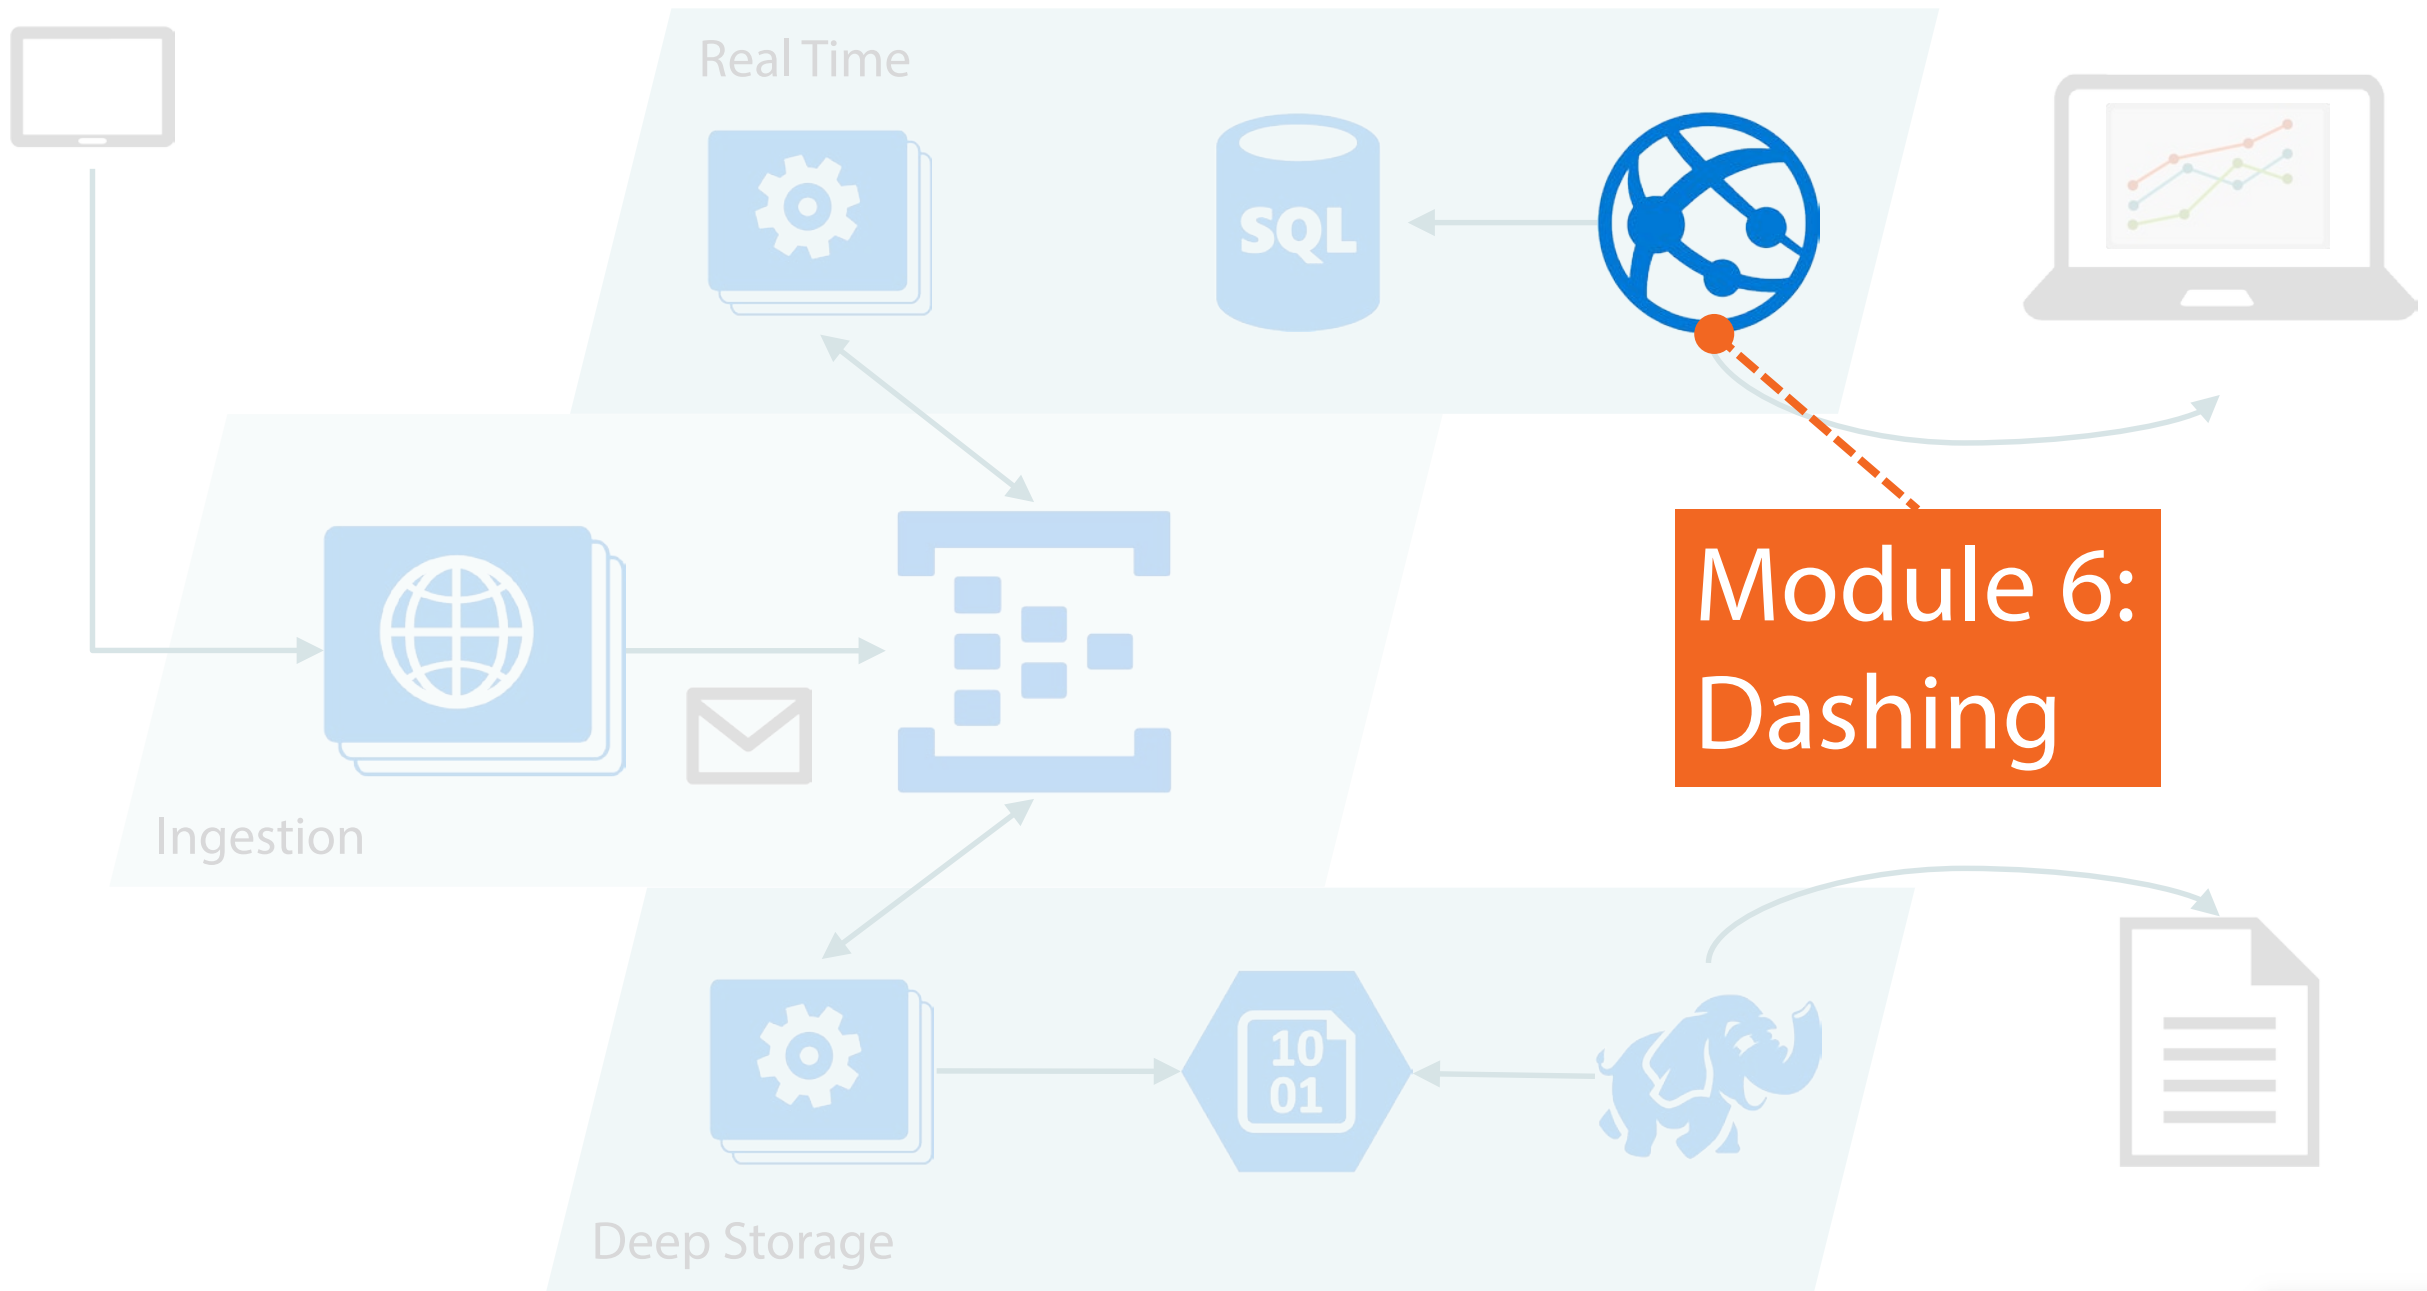 Real Time
SQL
Module 6:
Dashing
Ingestion
10
01
Deep Storage